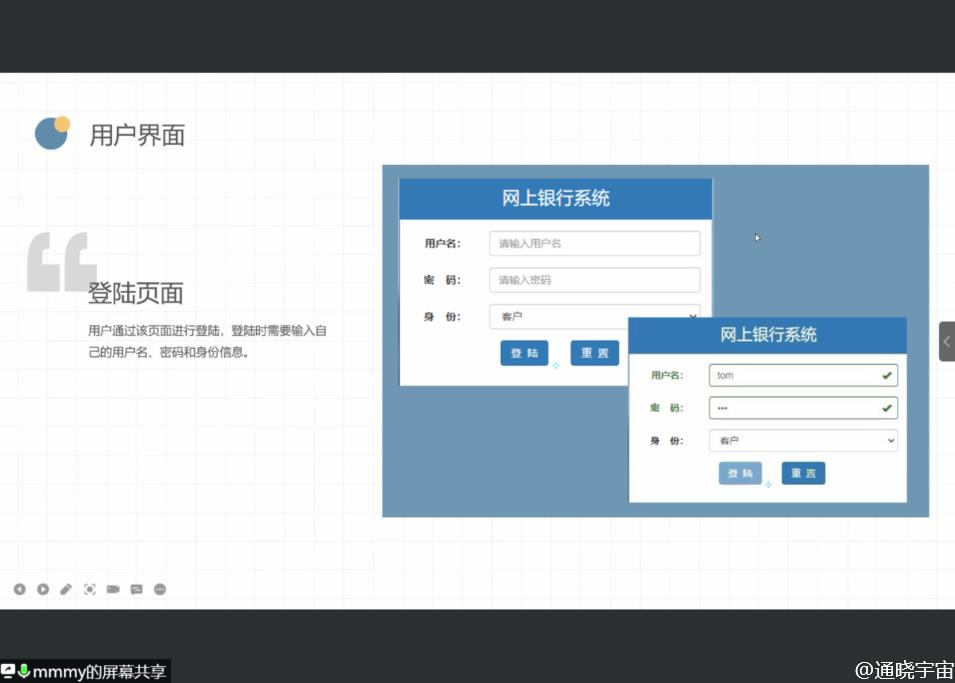 用户界面
登陆页面
用户通过该页面进行登陆，登陆时需要输入自
己的用户名、密码和身份信息。
网上银行系统
用户名： 请输入用户名
密 码： 请输入密码
身 份： 客户
登 陆 重 置
网上银行系统
用户名： tom
密 码： •••
身 份： 客户
登 陆 重 置
mmmy的屏幕共享
@通晓宇宙